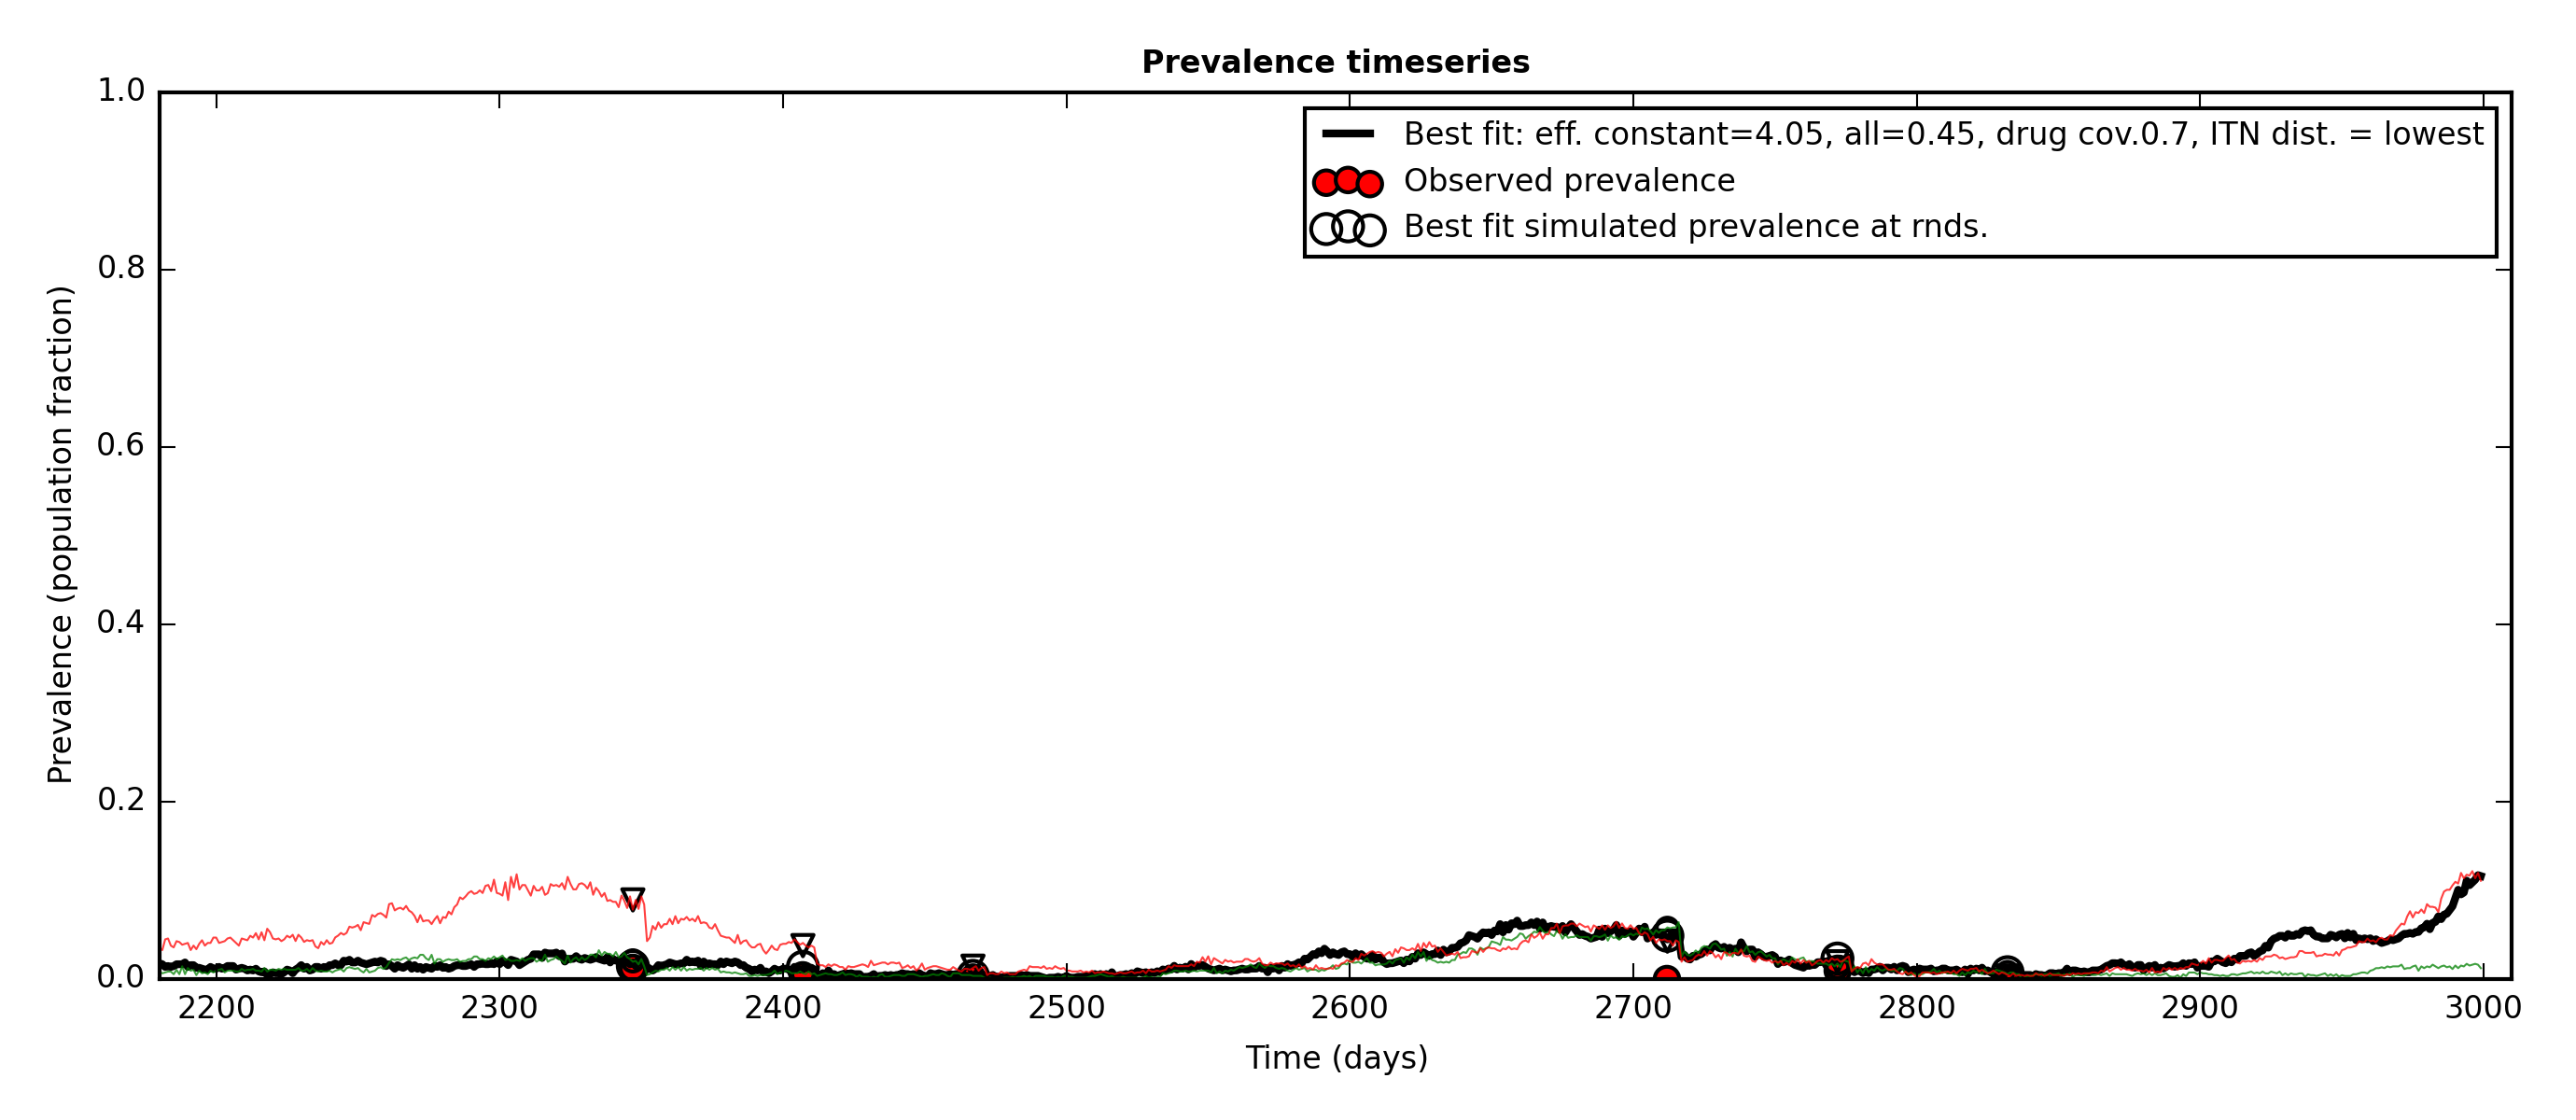 Prevalence timeseries
Best fit: eff. constant=4.05, all=0.45, drug cov.0.7, ITN dist. = lowest
Observed prevalence
Best fit simulated prevalence at rnds.
Prevalence (population fraction)
1.0
0.8
0.6
0.4
0.2
0.0
2200 2300 2400 2500 2600 2700 2800 2900 3000
Time (days)